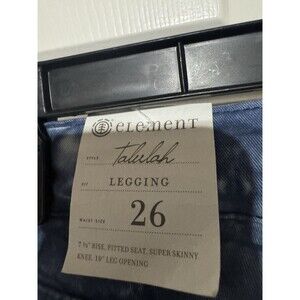 element
STYLE Talulah
FIT LEGGING
WAIST SIZE 26
7 ½" RISE, FITTED SEAT, SUPER SKINNY
KNEE, 10" LEG OPENING